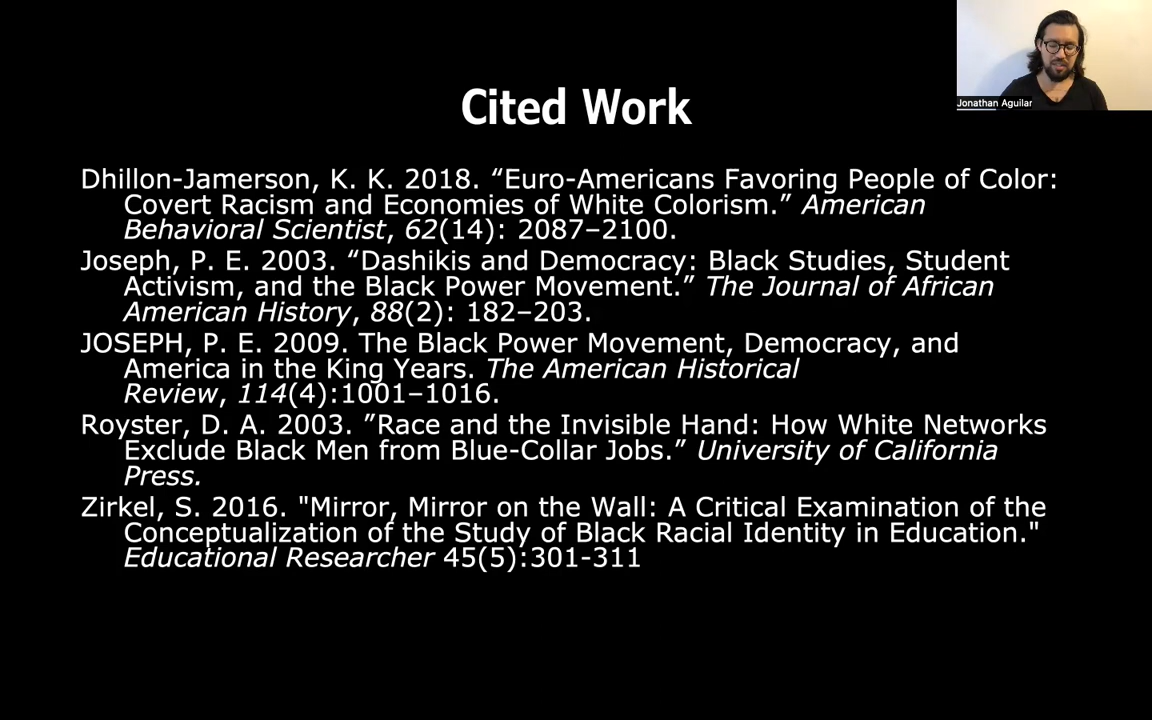 Jonathan Aguilar
Cited Work
Dhillon-Jamerson, K. K. 2018. “Euro-Americans Favoring People of Color:
Covert Racism and Economies of White Colorism.” American
Behavioral Scientist, 62(14): 2087–2100.
Joseph, P. E. 2003. “Dashikis and Democracy: Black Studies, Student
Activism, and the Black Power Movement.” The Journal of African
American History, 88(2): 182–203.
JOSEPH, P. E. 2009. The Black Power Movement, Democracy, and
America in the King Years. The American Historical
Review, 114(4):1001–1016.
Royster, D. A. 2003. ”Race and the Invisible Hand: How White Networks
Exclude Black Men from Blue-Collar Jobs.” University of California
Press.
Zirkel, S. 2016. "Mirror, Mirror on the Wall: A Critical Examination of the
Conceptualization of the Study of Black Racial Identity in Education."
Educational Researcher 45(5):301-311